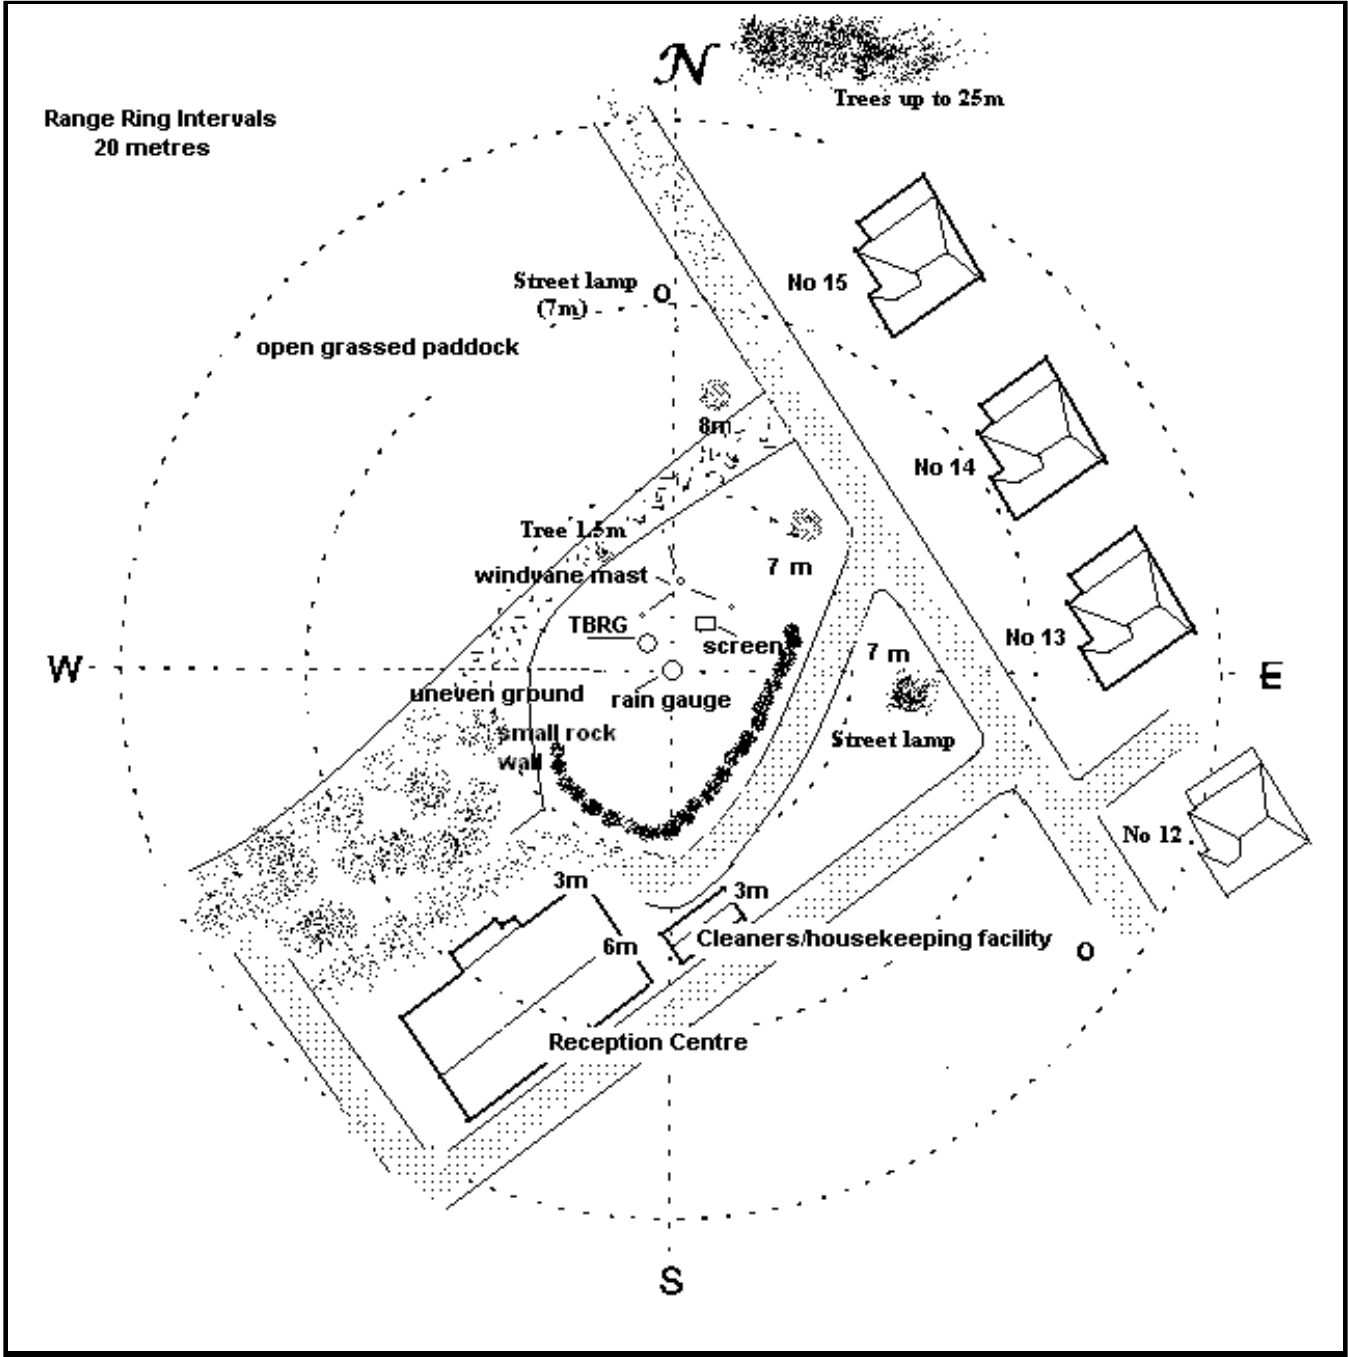 N
Trees up to 25m
Range Ring Intervals
20 metres
No 15
Street lamp
(7m)
open grassed paddock
8m
No 14
Tree 1.5m
windvane mast
7 m
TBRG
screen
No 13
7 m
W
E
uneven ground
rain gauge
small rock
wall
Street lamp
No 12
3m
3m
6m
Cleaners/housekeeping facility
Reception Centre
S